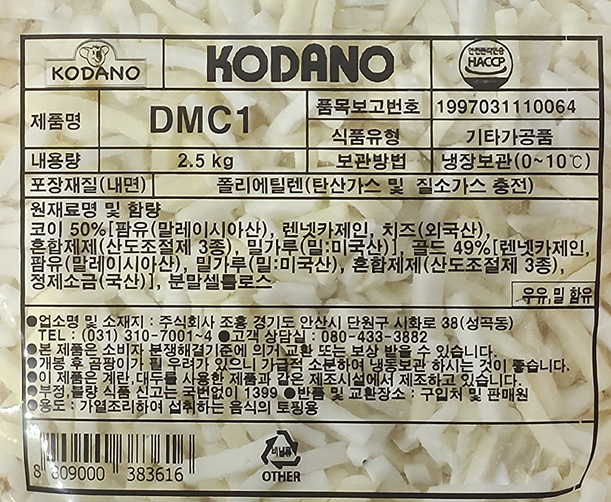 KODANO
KODANO
안전관리인증
HACCP
제품명
DMC1
품목보고번호
1997031110064
식품유형
기타가공품
내용량
2.5 kg
보관방법
냉장보관(0~10℃)
포장재질(내면)
폴리에틸렌(탄산가스 및 질소가스 충전)
원재료명 및 함량
코이 50%[팜유(말레이시아산), 렌넷카제인, 치즈(외국산),
혼합제제(산도조절제 3종), 밀가루(밀:미국산)], 골드 49%[렌넷카제인,
팜유(말레이시아산), 밀가루(밀:미국산), 혼합제제(산도조절제 3종),
정제소금(국산)], 분말셀룰로스
우유,밀 함유
●업소명 및 소재지 : 주식회사 조흥 경기도 안산시 단원구 시화로 38(성곡동)
TEL : (031) 310-7001~4 ●고객 상담실 : 080-433-3882
●본 제품은 소비자 분쟁해결기준에 의거 교환 또는 보상 받을 수 있습니다.
●개봉 후 곰팡이가 필 우려가 있으니 가급적 소분하여 냉동보관 하시는 것이 좋습니다.
●이 제품은 계란,대두를 사용한 제품과 같은 제조시설에서 제조하고 있습니다.
●부정,불량 식품 신고는 국번없이 1399 ●반품 및 교환장소 : 구입처 및 판매원
●용도 : 가열조리하여 섭취하는 음식의 토핑용
8 809000 383616
비닐류
OTHER